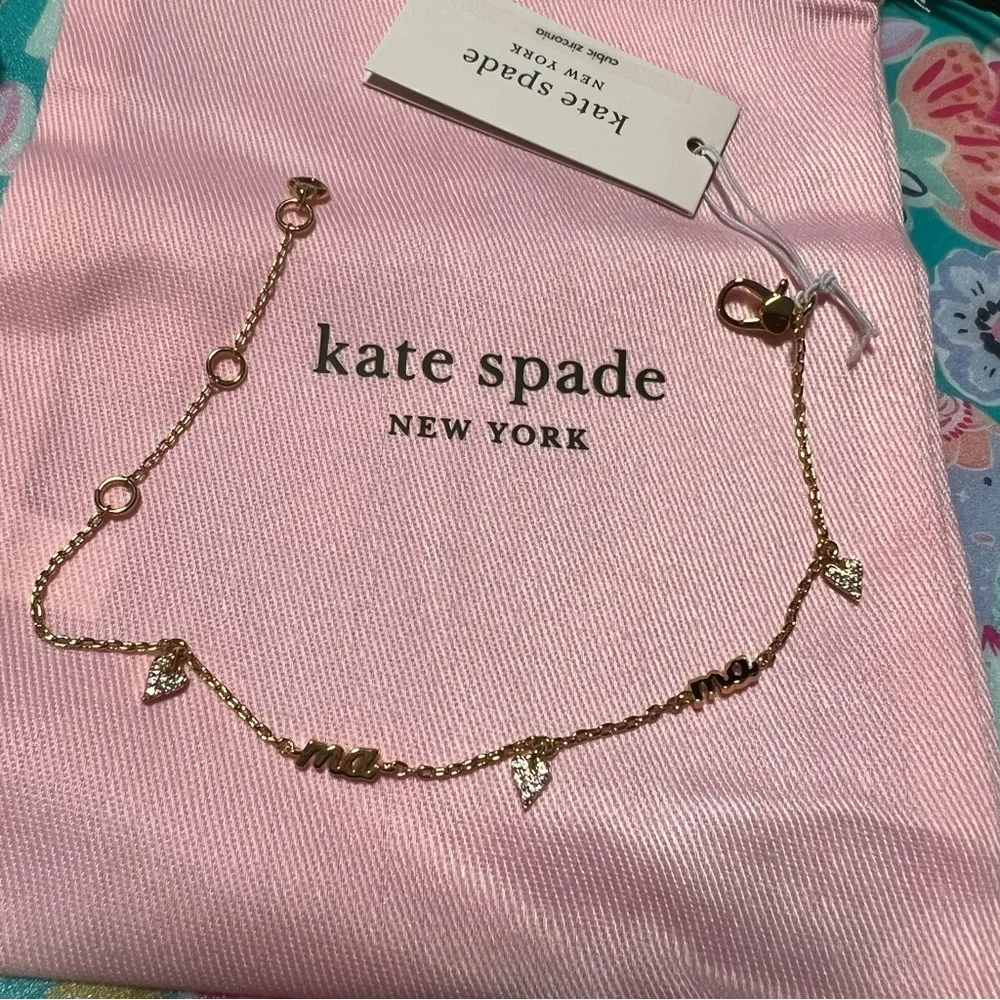 kate spade
NEW YORK
cubic zirconia
kate spade
NEW YORK
ma
ma